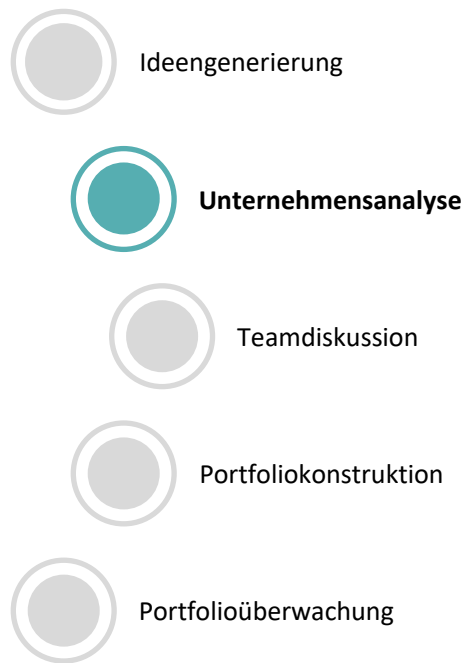 Ideengenerierung
Unternehmensanalyse
Teamdiskussion
Portfoliokonstruktion
Portfolioüberwachung